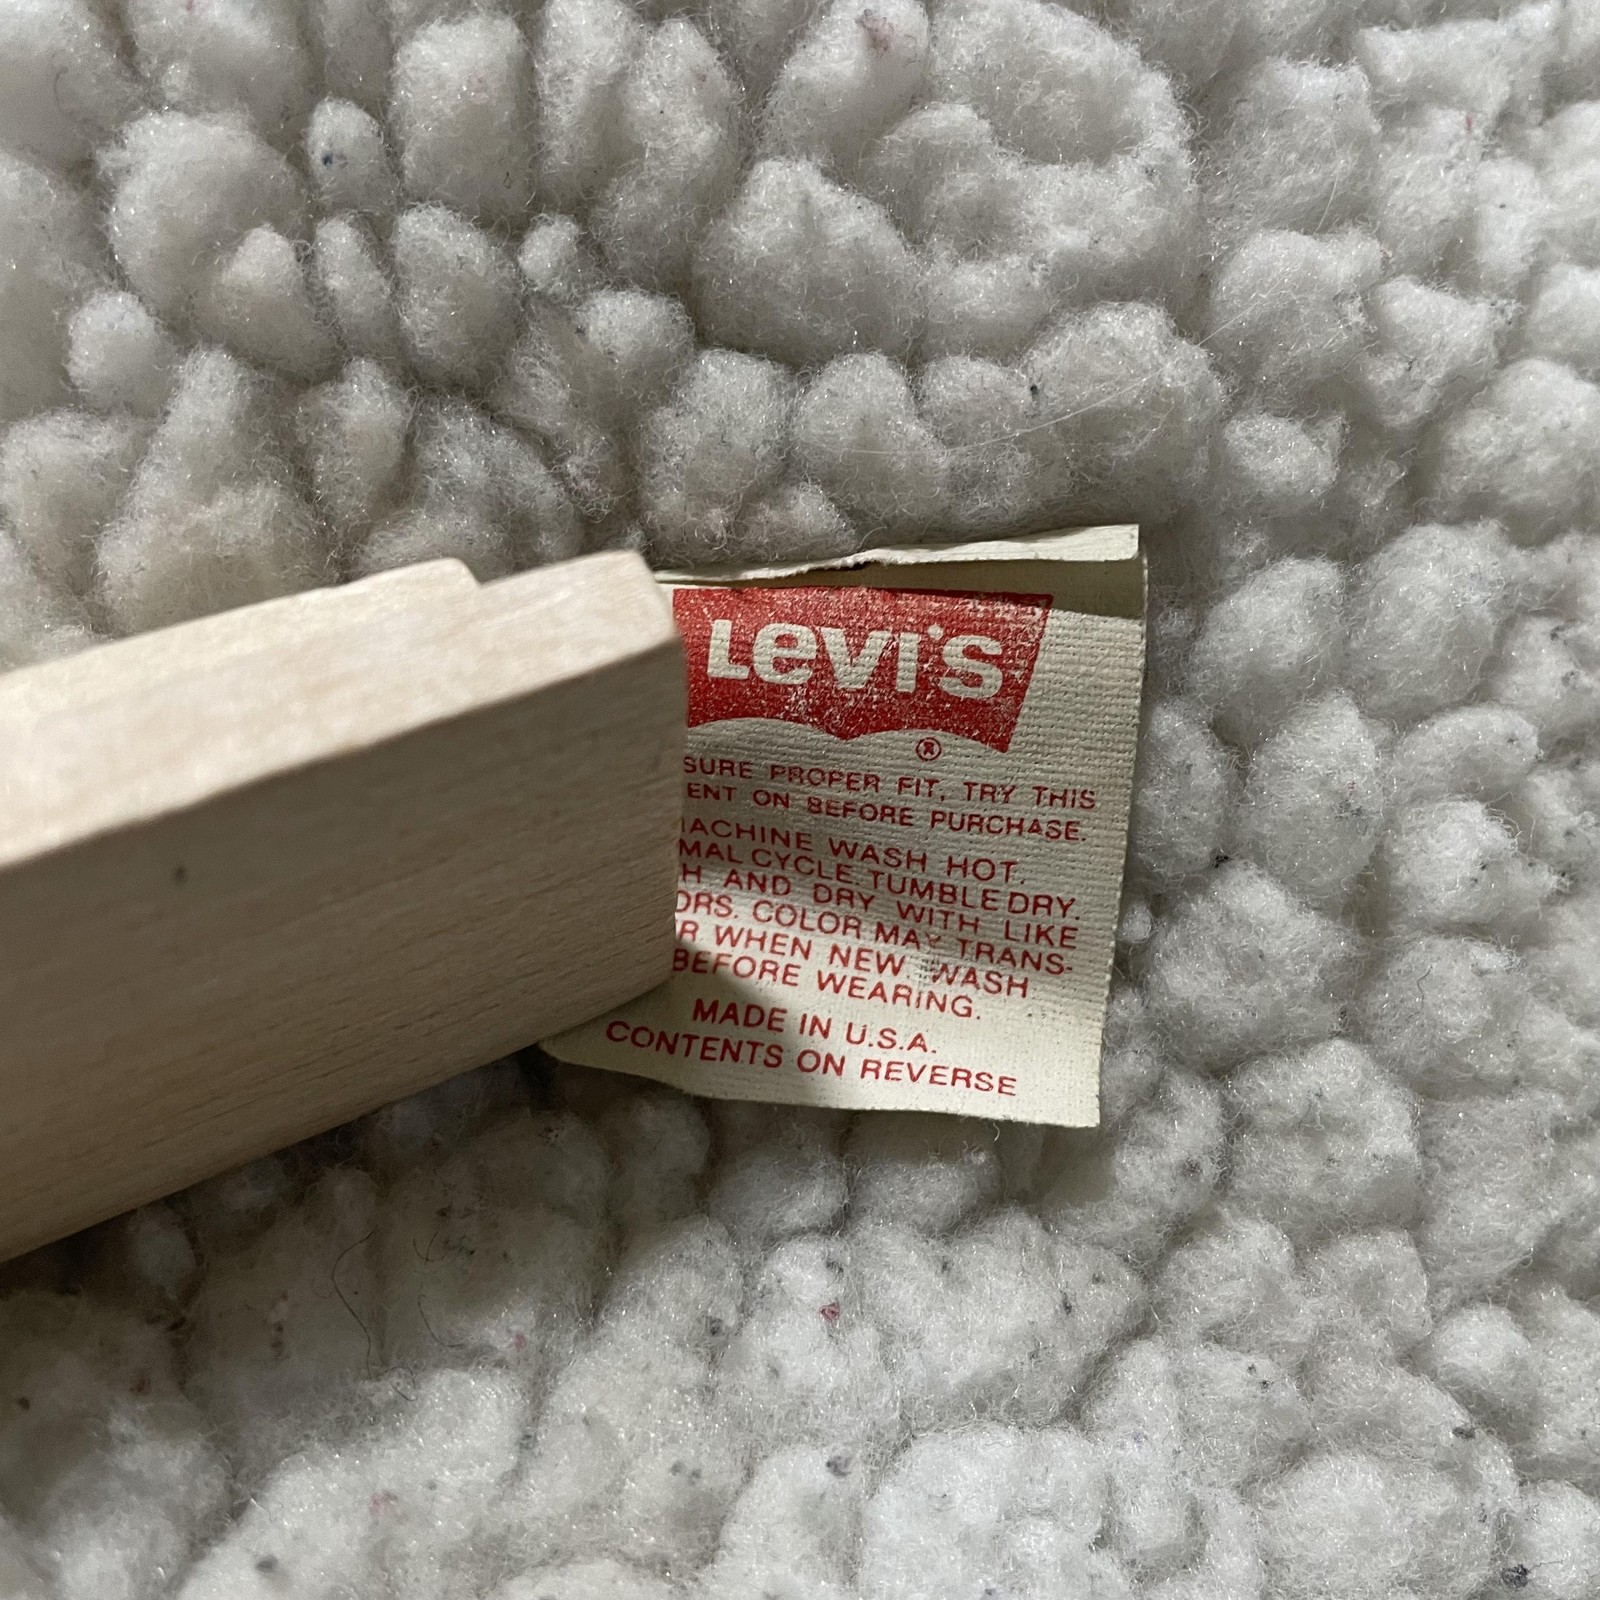 Levi's
®
SURE PROPER FIT, TRY THIS
ENT ON BEFORE PURCHASE.
ACHINE WASH HOT.
MAL CYCLE TUMBLE DRY.
H AND DRY WITH LIKE
ORS. COLOR MAY TRANS-
R WHEN NEW. WASH
BEFORE WEARING.
MADE IN U.S.A.
CONTENTS ON REVERSE